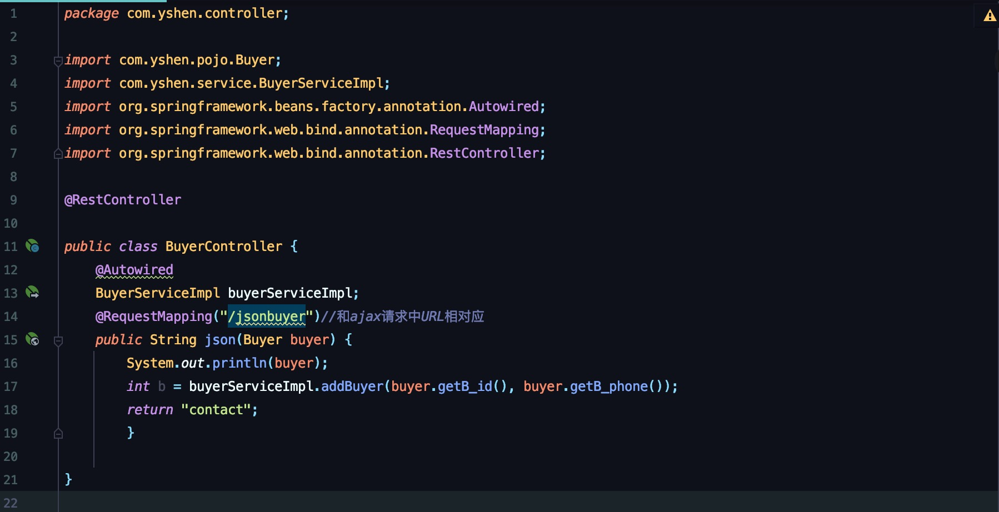 1 package com.yshen.controller;
2
3 import com.yshen.pojo.Buyer;
4 import com.yshen.service.BuyerServiceImpl;
5 import org.springframework.beans.factory.annotation.Autowired;
6 import org.springframework.web.bind.annotation.RequestMapping;
7 import org.springframework.web.bind.annotation.RestController;
8
9 @RestController
10
11 public class BuyerController {
12     @Autowired
13     BuyerServiceImpl buyerServiceImpl;
14     @RequestMapping("/jsonbuyer")//和ajax请求中URL相对应
15     public String json(Buyer buyer) {
16         System.out.println(buyer);
17         int b = buyerServiceImpl.addBuyer(buyer.getB_id(), buyer.getB_phone());
18         return "contact";
19         }
20
21 }
22